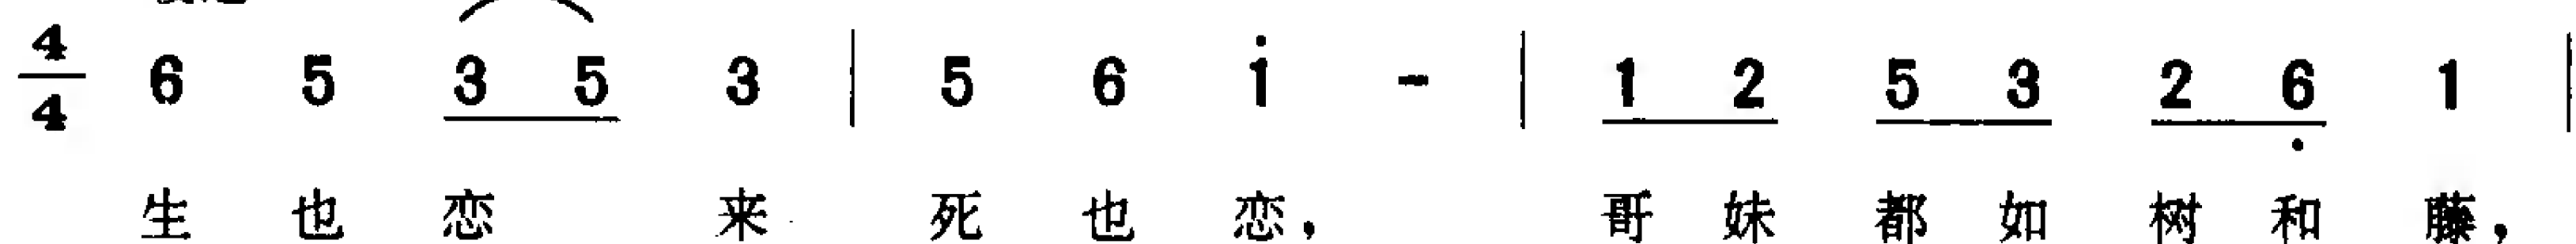 4/4 6 5 3 5 3 | 5 6 i - | 1 2 5 3 2 6 1 |
生也恋来死也恋，哥妹都如树和藤，